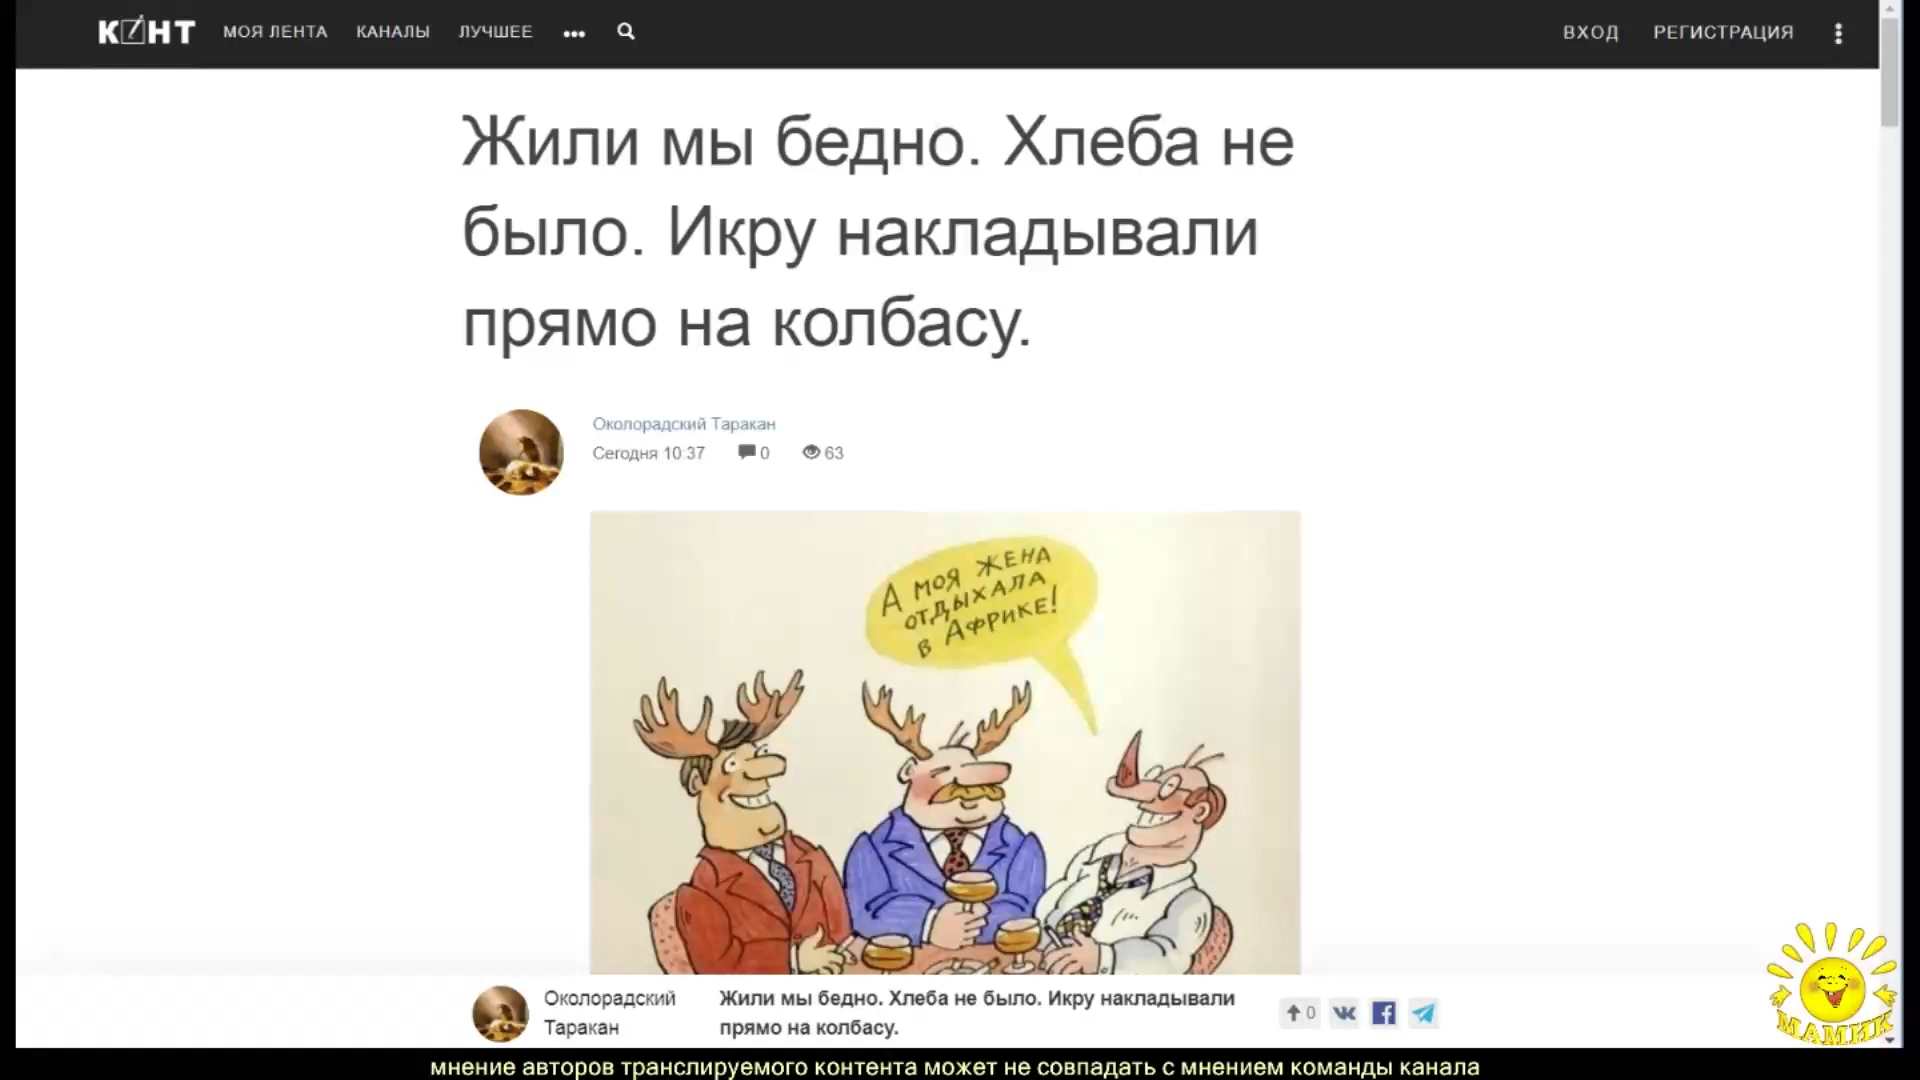 КОНТ МОЯ ЛЕНТА КАНАЛЫ ЛУЧШЕЕ ••• ВХОД РЕГИСТРАЦИЯ
Жили мы бедно. Хлеба не
было. Икру накладывали
прямо на колбасу.
Околорадский Таракан
Сегодня 10:37 0 63
А МОЯ ЖЕНА
ОТДЫХАЛА
В АФРИКЕ!
Околорадский
Таракан
Жили мы бедно. Хлеба не было. Икру накладывали
прямо на колбасу.
0
МАМИК
мнение авторов транслируемого контента может не совпадать с мнением команды канала